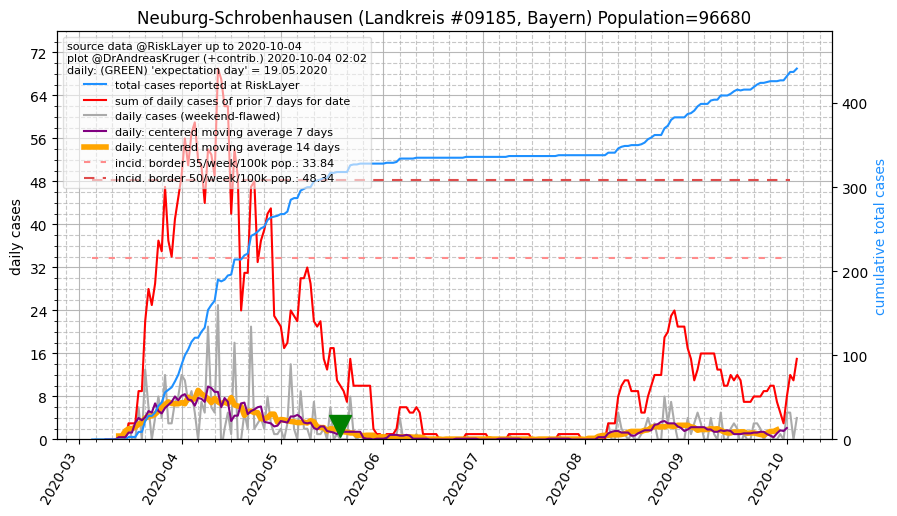 Neuburg-Schrobenhausen (Landkreis #09185, Bayern) Population=96680
source data @RiskLayer up to 2020-10-04
plot @DrAndreasKruger (+contrib.) 2020-10-04 02:02
daily: (GREEN) 'expectation day' = 19.05.2020
total cases reported at RiskLayer
sum of daily cases of prior 7 days for date
daily cases (weekend-flawed)
daily: centered moving average 7 days
daily: centered moving average 14 days
incid. border 35/week/100k pop.: 33.84
incid. border 50/week/100k pop.: 48.34
daily cases
72
64
56
48
40
32
24
16
8
0
cumulative total cases
400
300
200
100
0
2020-03
2020-04
2020-05
2020-06
2020-07
2020-08
2020-09
2020-10